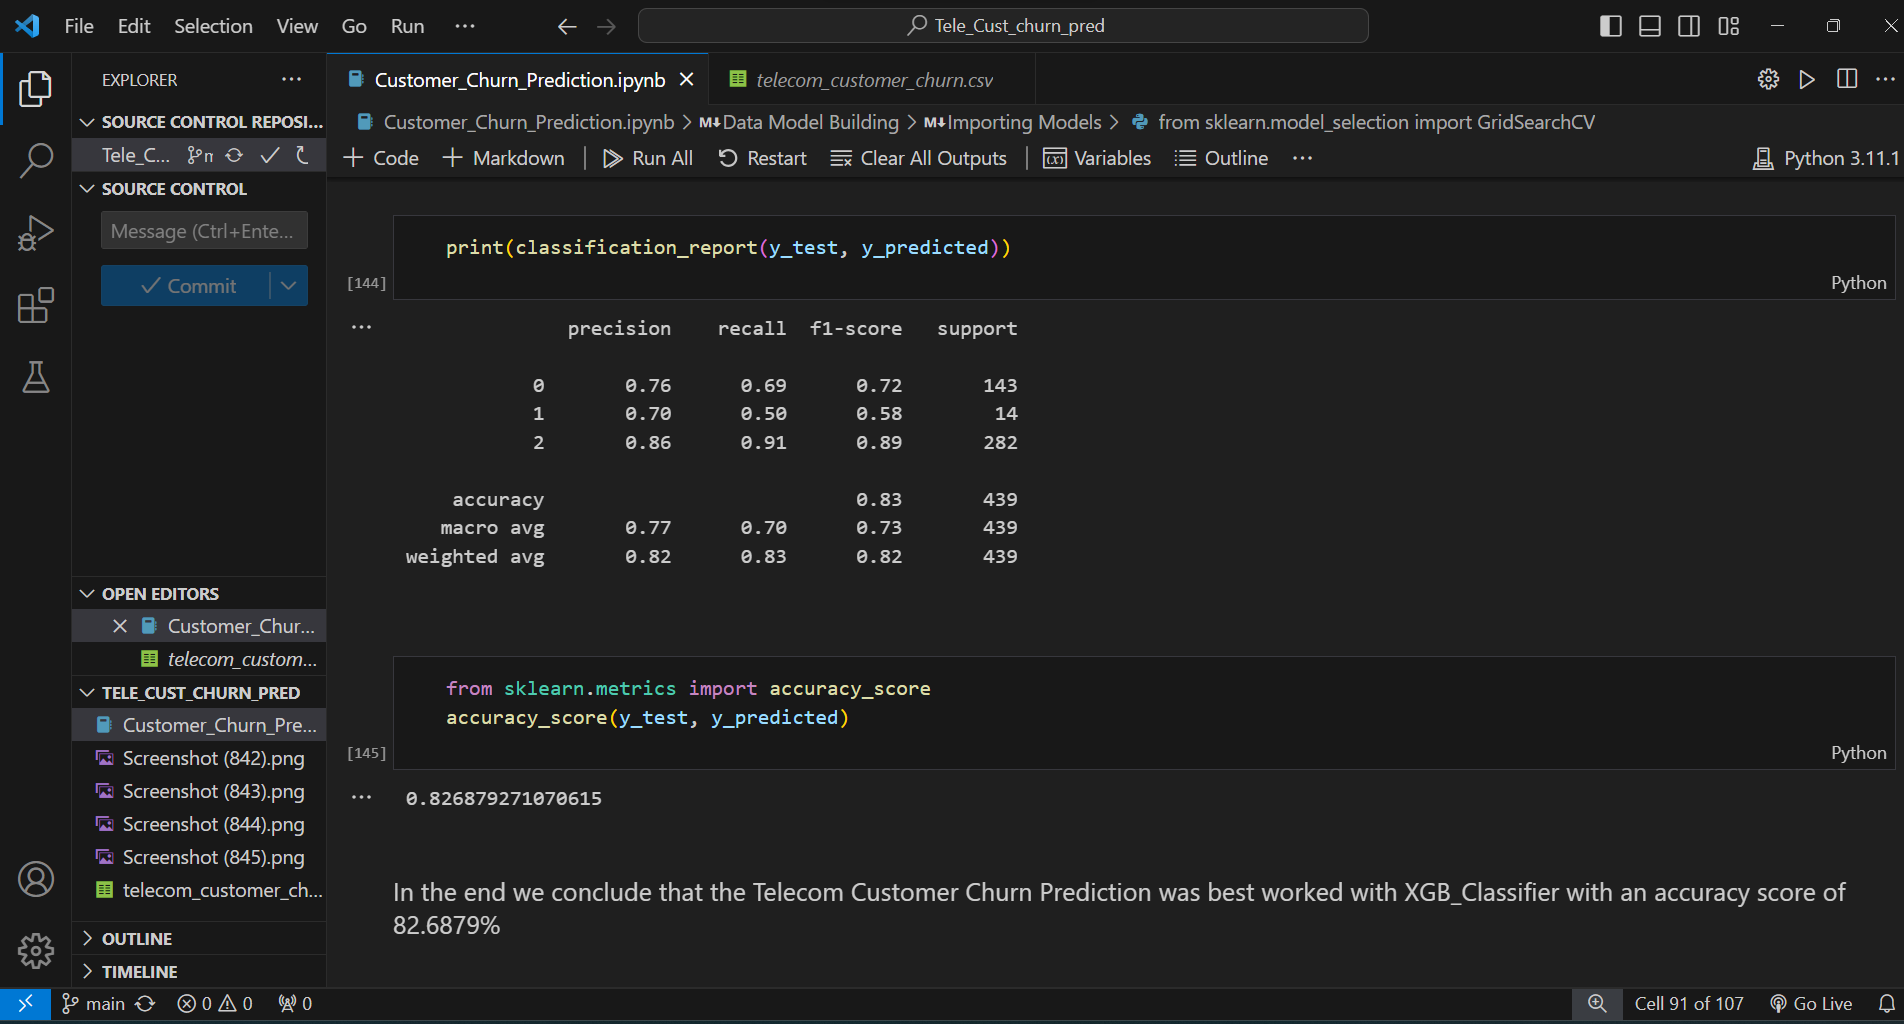 File Edit Selection View Go Run ···
Tele_Cust_churn_pred
EXPLORER ···
SOURCE CONTROL REPOSI...
Tele_C...
SOURCE CONTROL
Message (Ctrl+Ente...
Commit
OPEN EDITORS
Customer_Chur...
telecom_custom...
TELE_CUST_CHURN_PRED
Customer_Churn_Pre...
Screenshot (842).png
Screenshot (843).png
Screenshot (844).png
Screenshot (845).png
telecom_customer_ch...
OUTLINE
TIMELINE
Customer_Churn_Prediction.ipynb
telecom_customer_churn.csv
Customer_Churn_Prediction.ipynb > M↓Data Model Building > M↓Importing Models > from sklearn.model_selection import GridSearchCV
+ Code + Markdown | Run All Restart Clear All Outputs | Variables Outline ··· Python 3.11.1
print(classification_report(y_test, y_predicted))
[144] Python
··· precision recall f1-score support
0 0.76 0.69 0.72 143
1 0.70 0.50 0.58 14
2 0.86 0.91 0.89 282
accuracy 0.83 439
macro avg 0.77 0.70 0.73 439
weighted avg 0.82 0.83 0.82 439
from sklearn.metrics import accuracy_score
accuracy_score(y_test, y_predicted)
[145] Python
··· 0.826879271070615
In the end we conclude that the Telecom Customer Churn Prediction was best worked with XGB_Classifier with an accuracy score of
82.6879%
main 0 0 0 Cell 91 of 107 Go Live